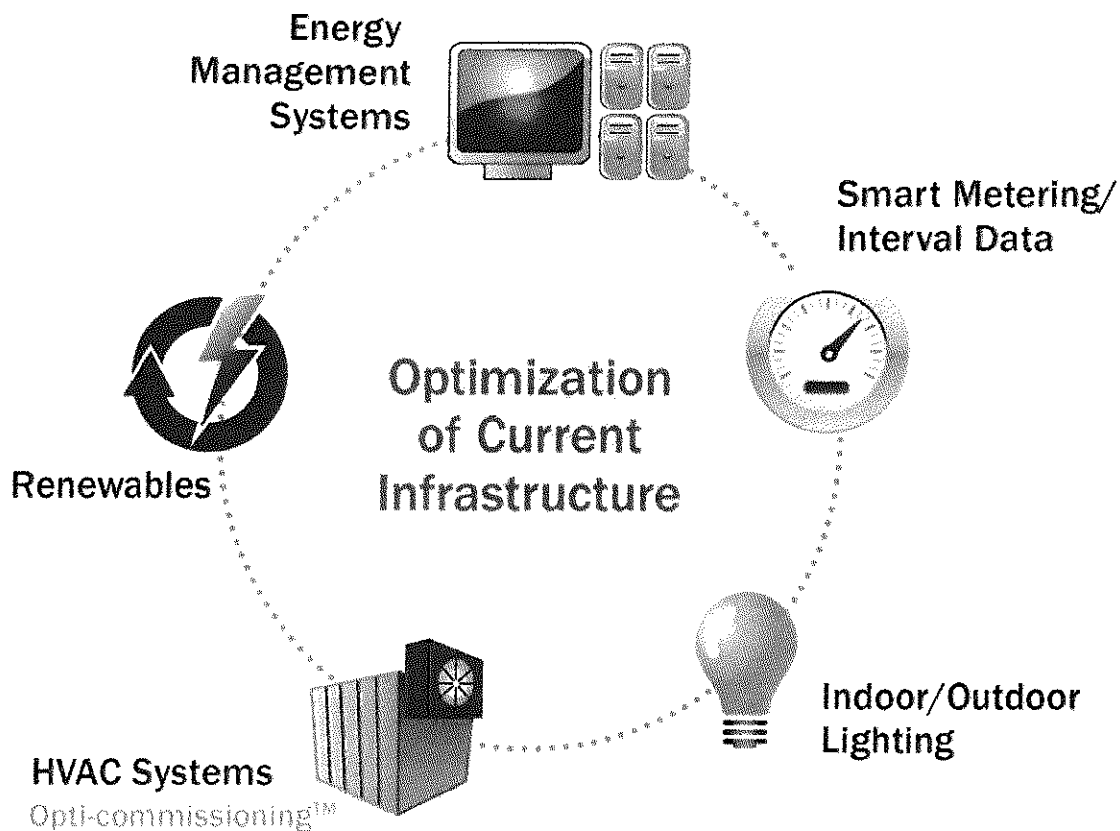 Energy
Management
Systems
Smart Metering/
Interval Data
Optimization
of Current
Infrastructure
Renewables
Indoor/Outdoor
Lighting
HVAC Systems
Opti-commissioning™